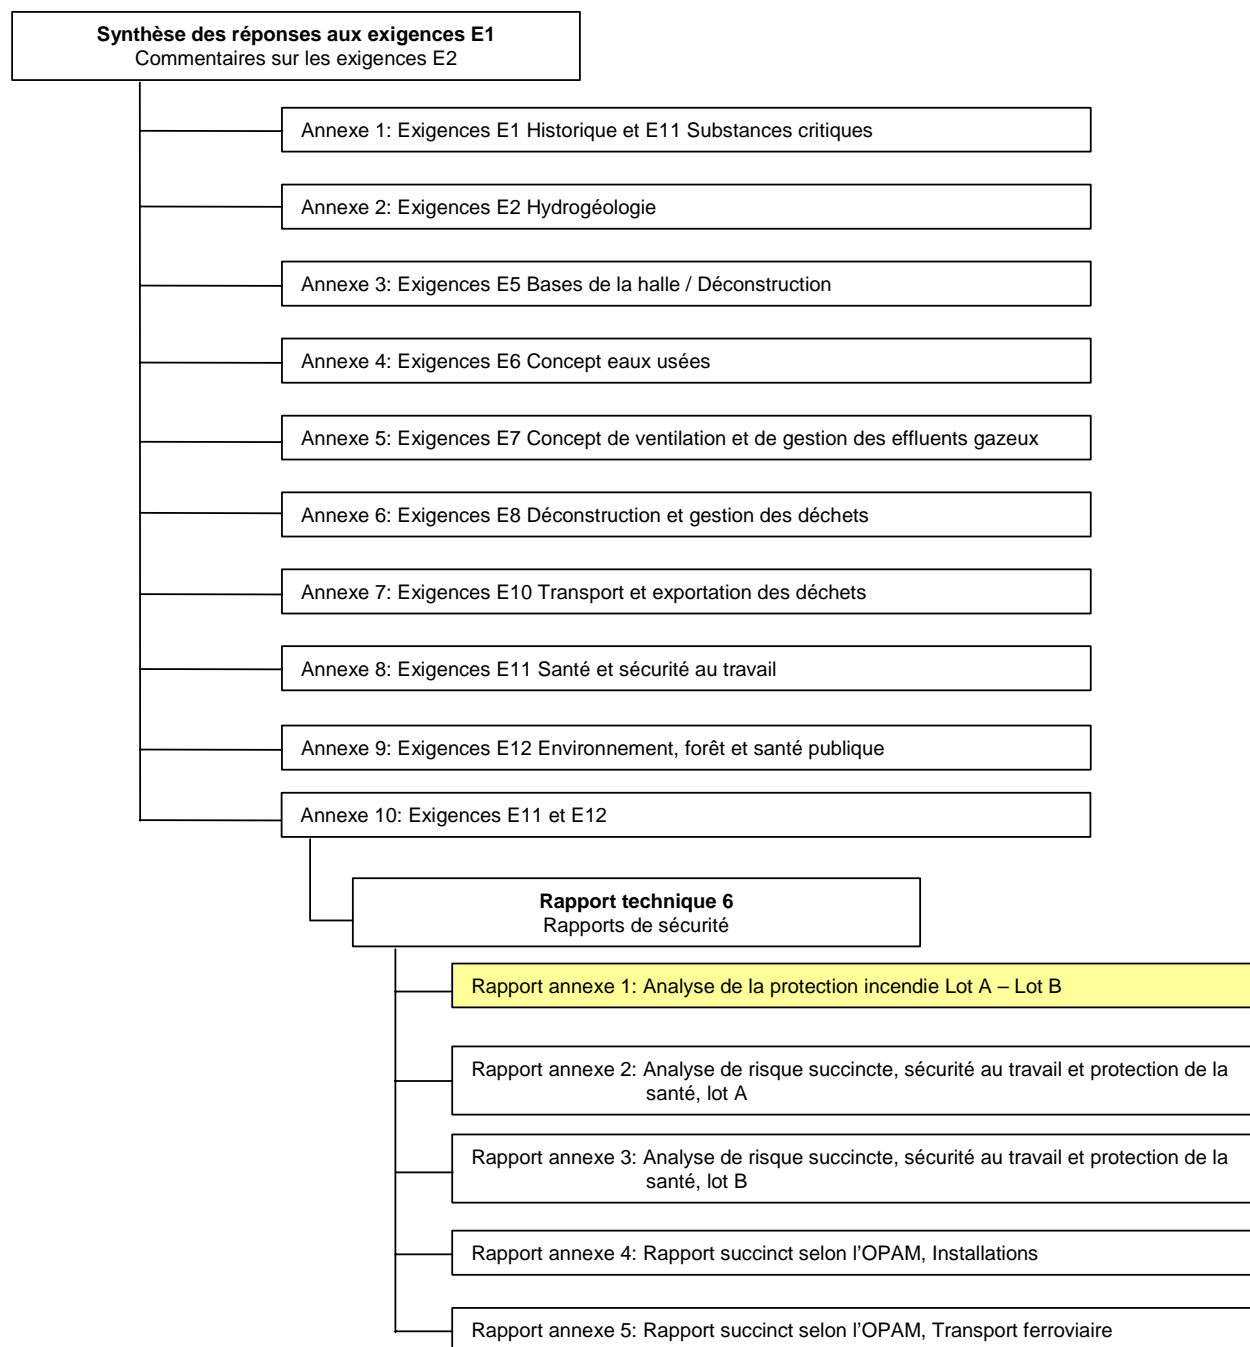 Synthèse des réponses aux exigences E1
Commentaires sur les exigences E2
Annexe 1: Exigences E1 Historique et E11 Substances critiques
Annexe 2: Exigences E2 Hydrogéologie
Annexe 3: Exigences E5 Bases de la halle / Déconstruction
Annexe 4: Exigences E6 Concept eaux usées
Annexe 5: Exigences E7 Concept de ventilation et de gestion des effluents gazeux
Annexe 6: Exigences E8 Déconstruction et gestion des déchets
Annexe 7: Exigences E10 Transport et exportation des déchets
Annexe 8: Exigences E11 Santé et sécurité au travail
Annexe 9: Exigences E12 Environnement, forêt et santé publique
Annexe 10: Exigences E11 et E12
Rapport technique 6
Rapports de sécurité
Rapport annexe 1: Analyse de la protection incendie Lot A – Lot B
Rapport annexe 2: Analyse de risque succincte, sécurité au travail et protection de la
santé, lot A
Rapport annexe 3: Analyse de risque succincte, sécurité au travail et protection de la
santé, lot B
Rapport annexe 4: Rapport succinct selon l’OPAM, Installations
Rapport annexe 5: Rapport succinct selon l’OPAM, Transport ferroviaire